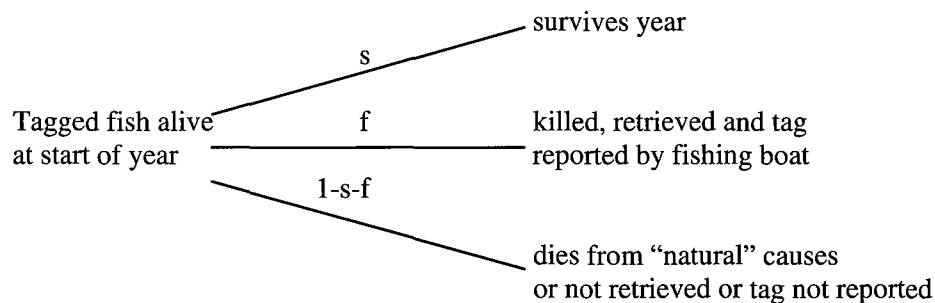 survives year
s
Tagged fish alive
at start of year
f
killed, retrieved and tag
reported by fishing boat
1-s-f
dies from “natural” causes
or not retrieved or tag not reported